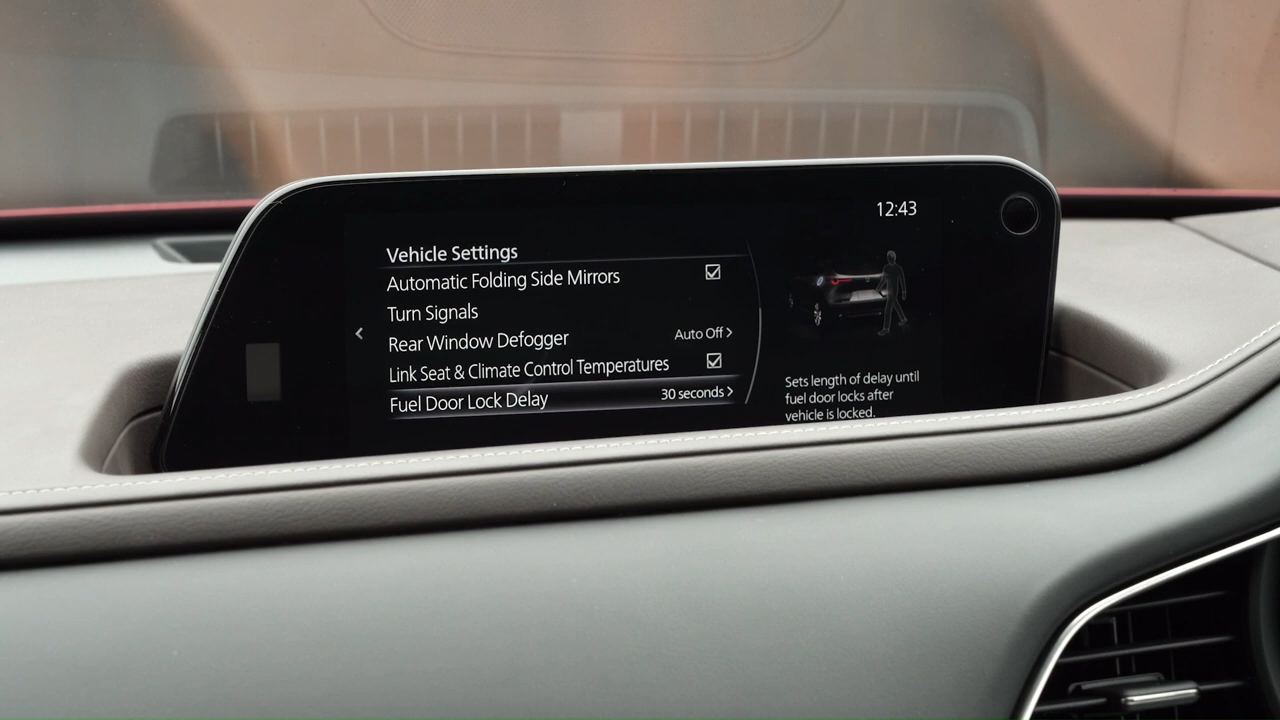 12:43
Vehicle Settings
Automatic Folding Side Mirrors
Turn Signals
Rear Window Defogger Auto Off
Link Seat & Climate Control Temperatures
Fuel Door Lock Delay 30 seconds
Sets length of delay until
fuel door locks after
vehicle is locked.